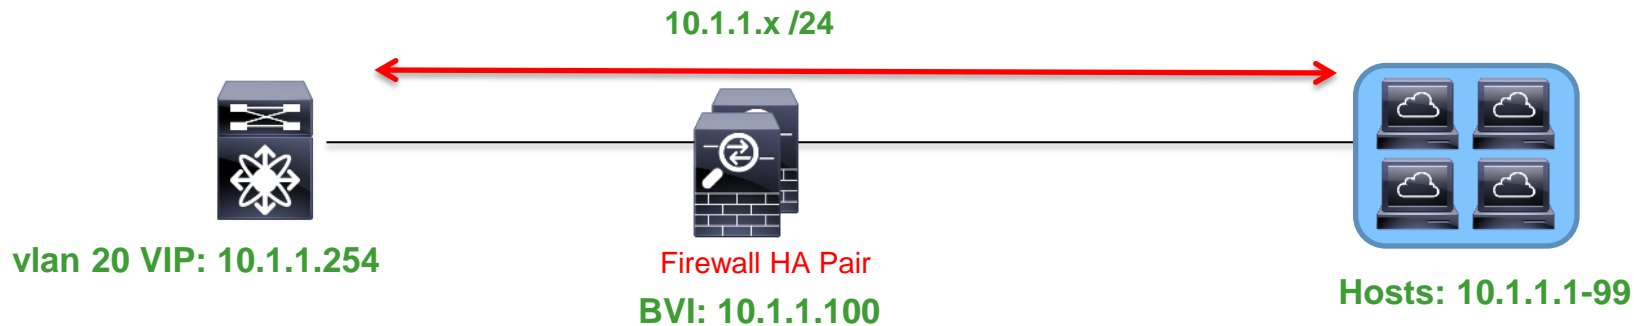 10.1.1.x /24
vlan 20 VIP: 10.1.1.254
Firewall HA Pair
BVI: 10.1.1.100
Hosts: 10.1.1.1-99